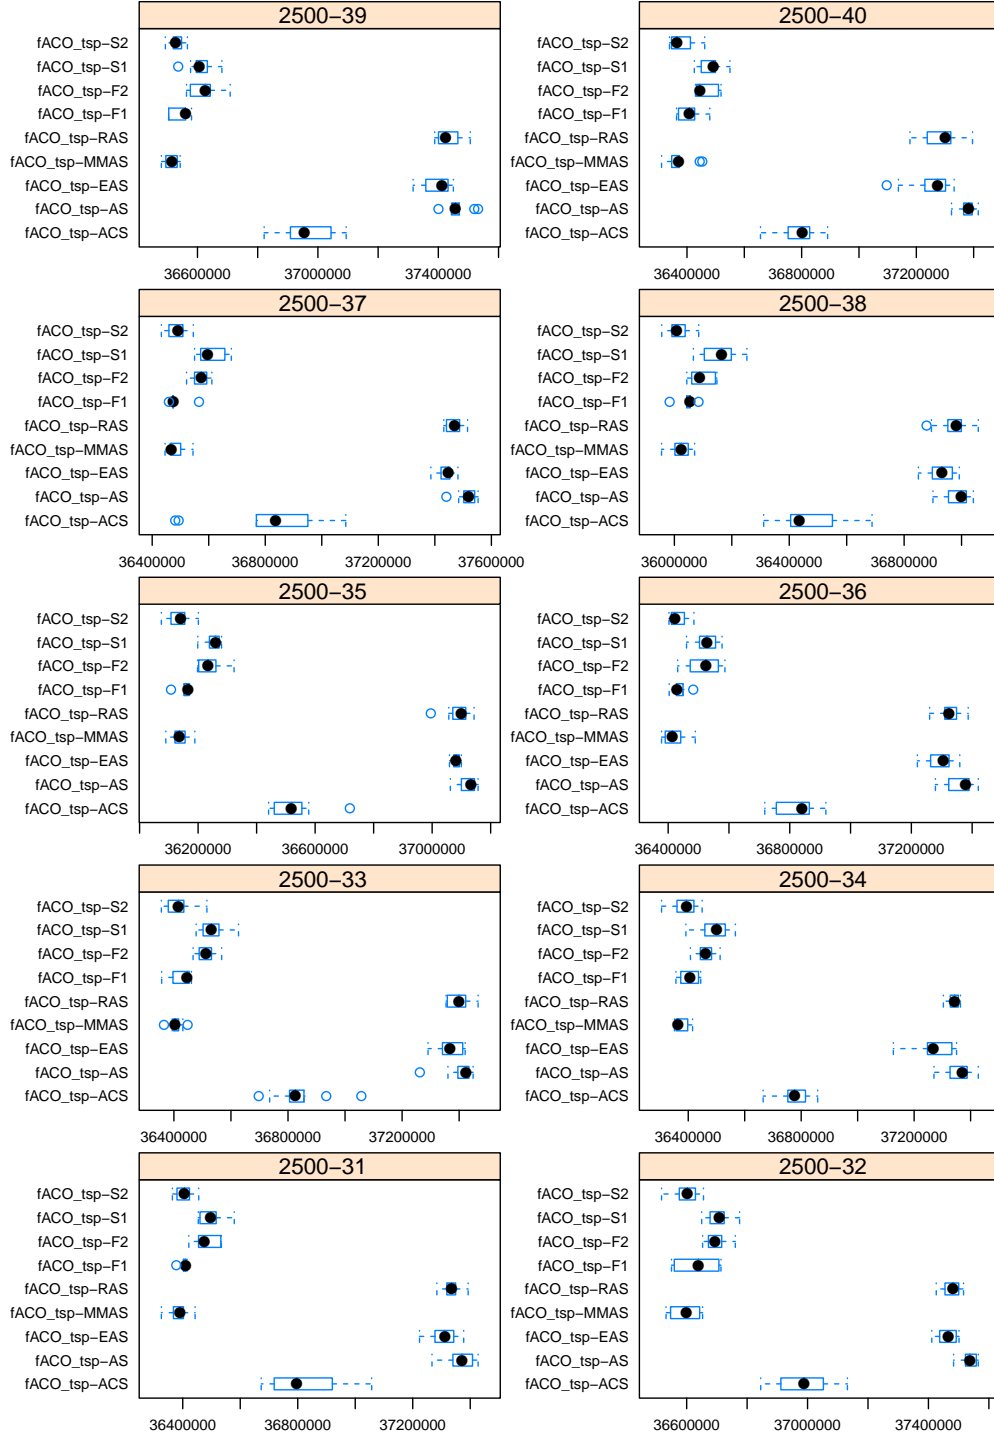 2500−39
fACO_tsp−S2
fACO_tsp−S1
fACO_tsp−F2
fACO_tsp−F1
fACO_tsp−RAS
fACO_tsp−MMAS
fACO_tsp−EAS
fACO_tsp−AS
fACO_tsp−ACS
36600000 37000000 37400000
2500−40
fACO_tsp−S2
fACO_tsp−S1
fACO_tsp−F2
fACO_tsp−F1
fACO_tsp−RAS
fACO_tsp−MMAS
fACO_tsp−EAS
fACO_tsp−AS
fACO_tsp−ACS
36400000 36800000 37200000
2500−37
fACO_tsp−S2
fACO_tsp−S1
fACO_tsp−F2
fACO_tsp−F1
fACO_tsp−RAS
fACO_tsp−MMAS
fACO_tsp−EAS
fACO_tsp−AS
fACO_tsp−ACS
36400000 36800000 37200000 37600000
2500−38
fACO_tsp−S2
fACO_tsp−S1
fACO_tsp−F2
fACO_tsp−F1
fACO_tsp−RAS
fACO_tsp−MMAS
fACO_tsp−EAS
fACO_tsp−AS
fACO_tsp−ACS
36000000 36400000 36800000
2500−35
fACO_tsp−S2
fACO_tsp−S1
fACO_tsp−F2
fACO_tsp−F1
fACO_tsp−RAS
fACO_tsp−MMAS
fACO_tsp−EAS
fACO_tsp−AS
fACO_tsp−ACS
36200000 36600000 37000000
2500−36
fACO_tsp−S2
fACO_tsp−S1
fACO_tsp−F2
fACO_tsp−F1
fACO_tsp−RAS
fACO_tsp−MMAS
fACO_tsp−EAS
fACO_tsp−AS
fACO_tsp−ACS
36400000 36800000 37200000
2500−33
fACO_tsp−S2
fACO_tsp−S1
fACO_tsp−F2
fACO_tsp−F1
fACO_tsp−RAS
fACO_tsp−MMAS
fACO_tsp−EAS
fACO_tsp−AS
fACO_tsp−ACS
36400000 36800000 37200000
2500−34
fACO_tsp−S2
fACO_tsp−S1
fACO_tsp−F2
fACO_tsp−F1
fACO_tsp−RAS
fACO_tsp−MMAS
fACO_tsp−EAS
fACO_tsp−AS
fACO_tsp−ACS
36400000 36800000 37200000
2500−31
fACO_tsp−S2
fACO_tsp−S1
fACO_tsp−F2
fACO_tsp−F1
fACO_tsp−RAS
fACO_tsp−MMAS
fACO_tsp−EAS
fACO_tsp−AS
fACO_tsp−ACS
36400000 36800000 37200000
2500−32
fACO_tsp−S2
fACO_tsp−S1
fACO_tsp−F2
fACO_tsp−F1
fACO_tsp−RAS
fACO_tsp−MMAS
fACO_tsp−EAS
fACO_tsp−AS
fACO_tsp−ACS
36600000 37000000 37400000